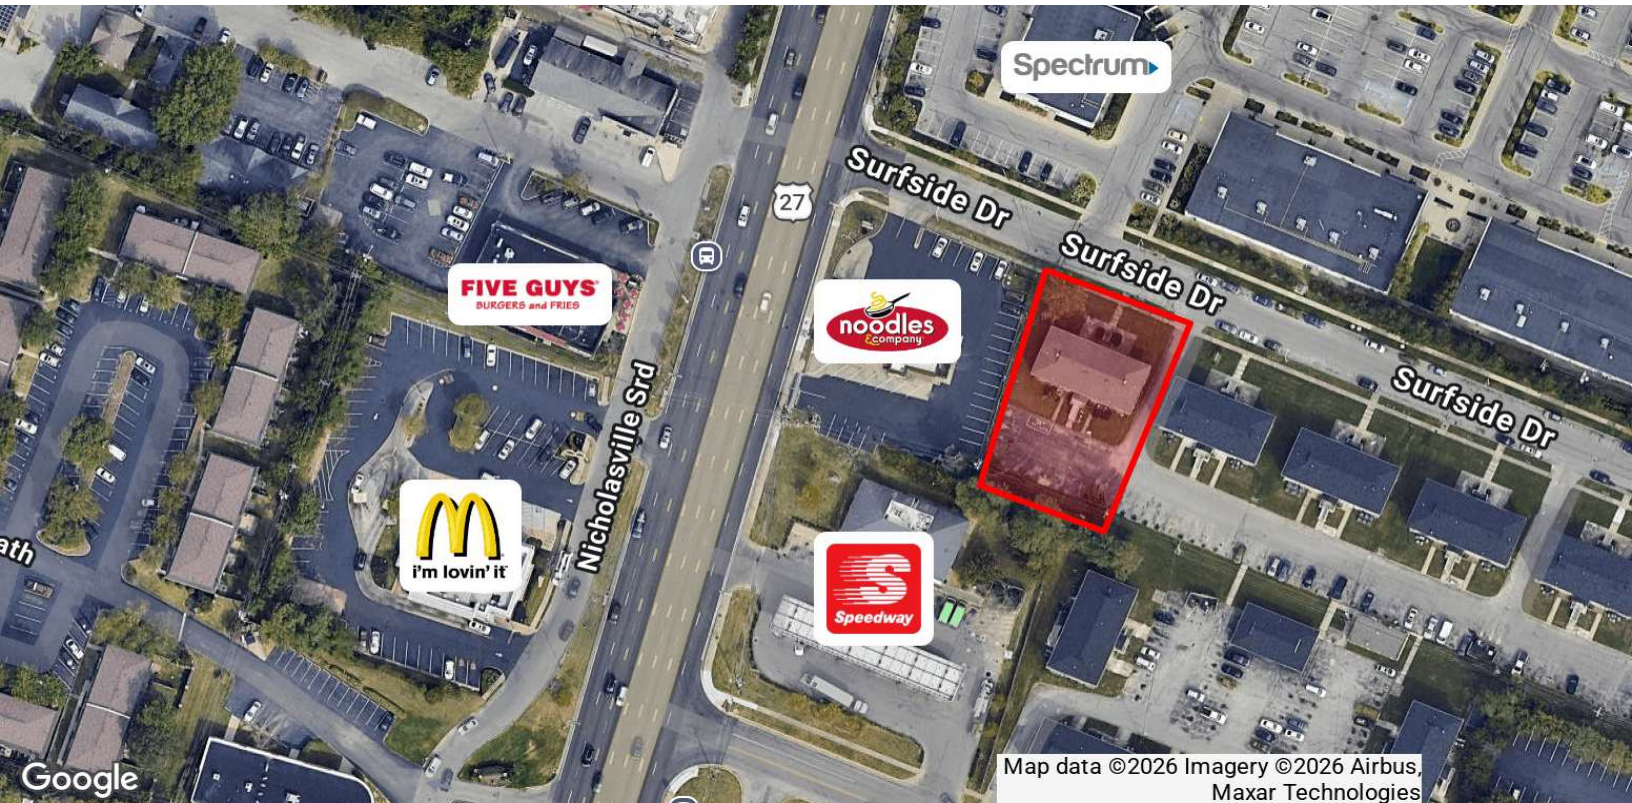 Spectrum
Surfside Dr
27
Surfside Dr
FIVE GUYS
BURGERS and FRIES
noodles
&company
Surfside Dr
Nicholasville Srd
i'm lovin' it
S
Speedway
ath
Google
Map data ©2026 Imagery ©2026 Airbus,
Maxar Technologies